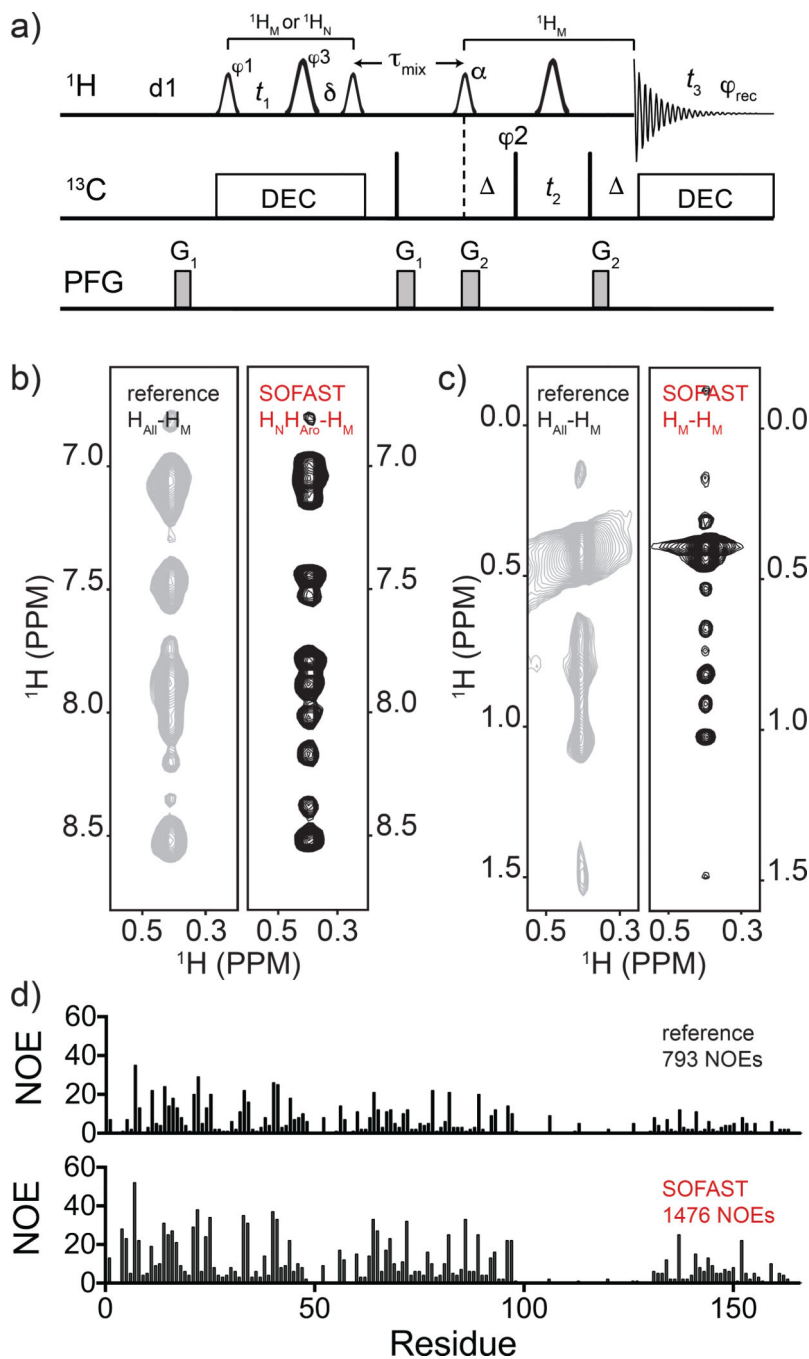 a)
¹H_M or ¹H_N
¹H_M
¹H
d1
φ1
t₁
φ3
δ
τ_mix
α
t₃
φ_rec
φ2
¹³C
DEC
Δ
t₂
Δ
DEC
PFG
G₁
G₁
G₂
G₂
b)
reference
H_All-H_M
SOFAST
H_NH_Aro-H_M
7.0
7.5
8.0
8.5
¹H (PPM)
7.0
7.5
8.0
8.5
0.5
0.3
0.5
0.3
¹H (PPM)
c)
reference
H_All-H_M
SOFAST
H_M-H_M
0.0
0.5
1.0
1.5
¹H (PPM)
0.0
0.5
1.0
1.5
0.5
0.3
0.5
0.3
¹H (PPM)
d)
NOE
60
40
20
0
reference
793 NOEs
NOE
60
40
20
0
SOFAST
1476 NOEs
0
50
100
150
Residue